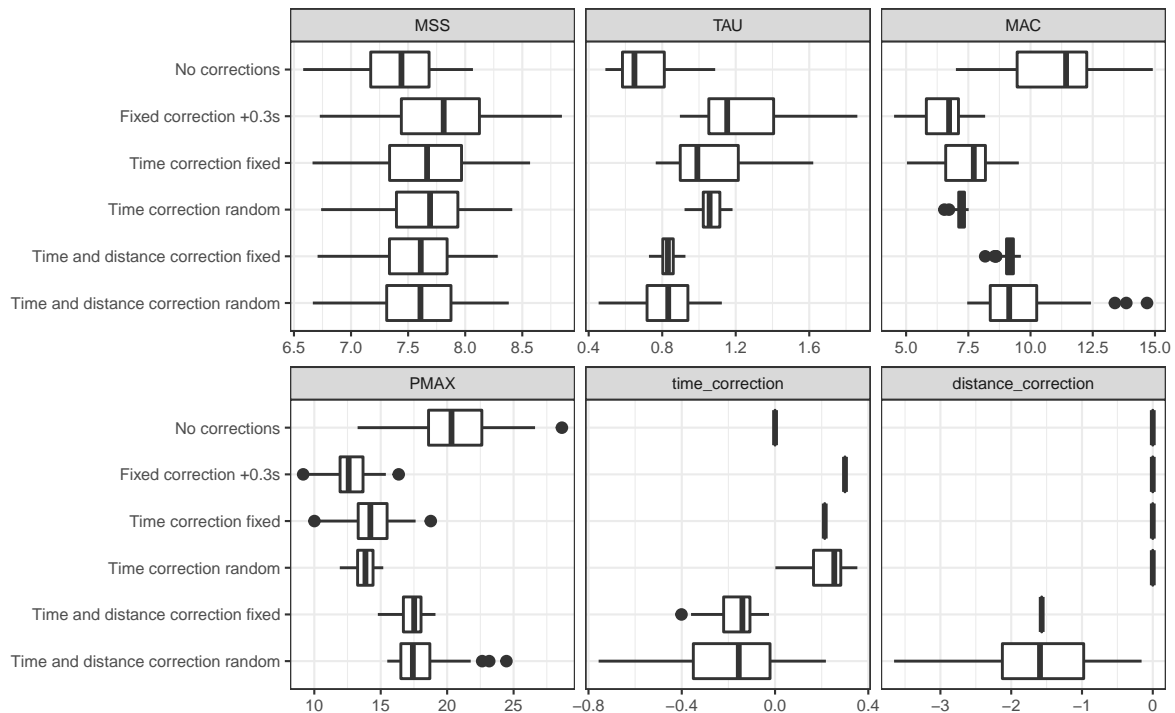 MSS TAU MAC
No corrections
Fixed correction +0.3s
Time correction fixed
Time correction random
Time and distance correction fixed
Time and distance correction random
6.5 7.0 7.5 8.0 8.5 0.4 0.8 1.2 1.6 5.0 7.5 10.0 12.5 15.0
PMAX time_correction distance_correction
No corrections
Fixed correction +0.3s
Time correction fixed
Time correction random
Time and distance correction fixed
Time and distance correction random
10 15 20 25 −0.8 −0.4 0.0 0.4 −3 −2 −1 0